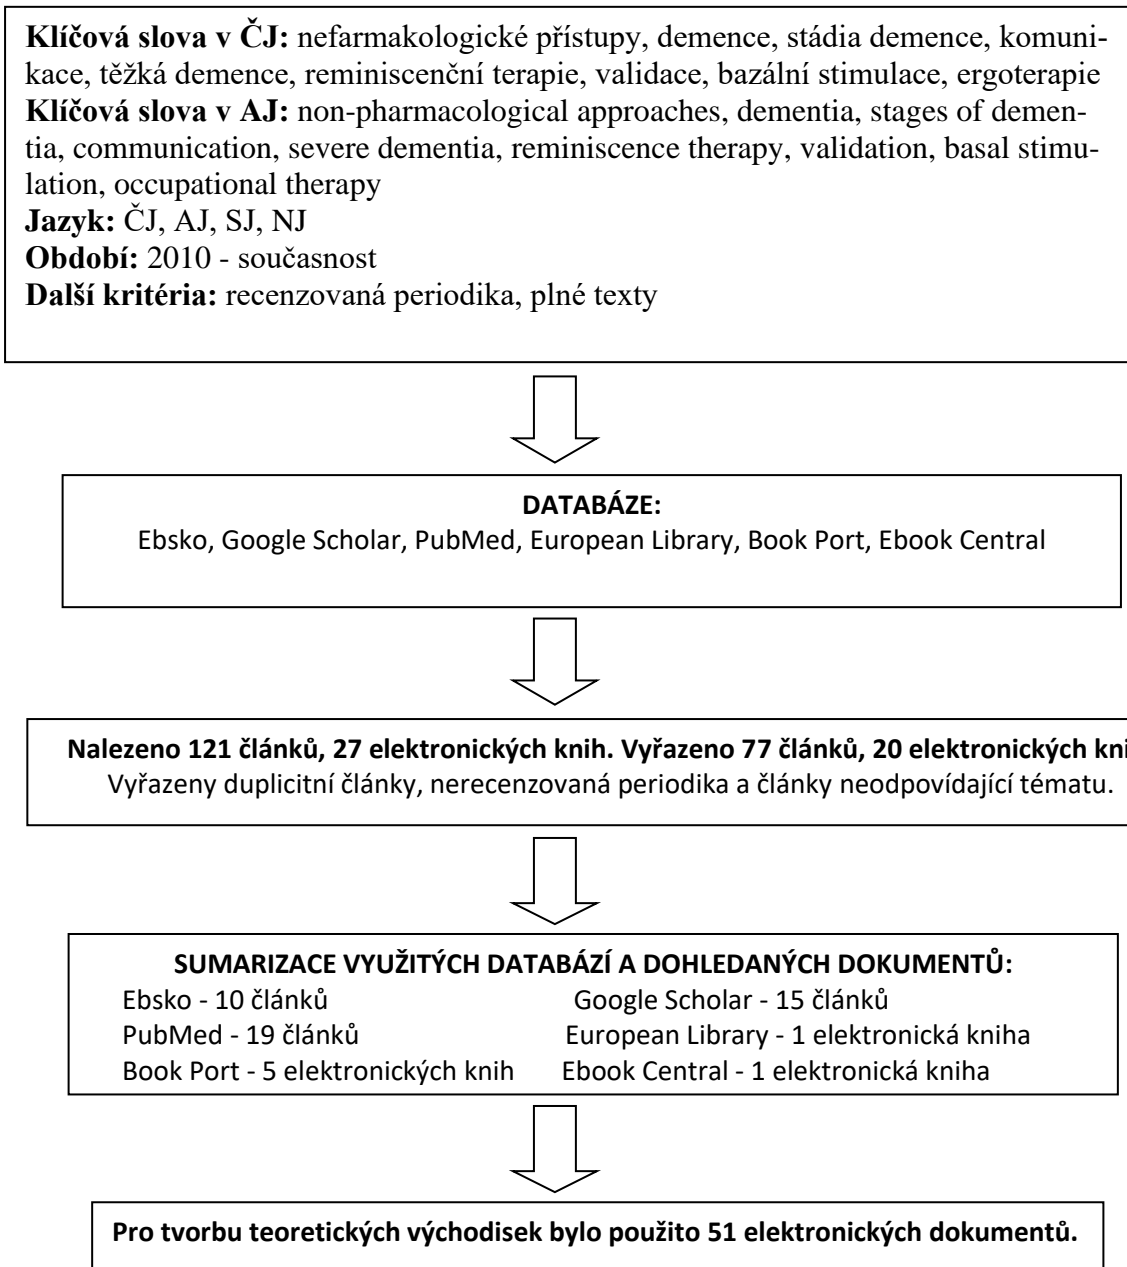 Klíčová slova v ČJ: nefarmakologické přístupy, demence, stádia demence, komuni-
kace, těžká demence, reminiscenční terapie, validace, bazální stimulace, ergoterapie
Klíčová slova v AJ: non-pharmacological approaches, dementia, stages of demen-
tia, communication, severe dementia, reminiscence therapy, validation, basal stimu-
lation, occupational therapy
Jazyk: ČJ, AJ, SJ, NJ
Období: 2010 - současnost
Další kritéria: recenzovaná periodika, plné texty
DATABÁZE:
Ebsko, Google Scholar, PubMed, European Library, Book Port, Ebook Central
Nalezeno 121 článků, 27 elektronických knih. Vyřazeno 77 článků, 20 elektronických kni
Vyřazeny duplicitní články, nerecenzovaná periodika a články neodpovídající tématu.
SUMARIZACE VYUŽITÝCH DATABÁZÍ A DOHLEDANÝCH DOKUMENTŮ:
Ebsko - 10 článků Google Scholar - 15 článků
PubMed - 19 článků European Library - 1 elektronická kniha
Book Port - 5 elektronických knih Ebook Central - 1 elektronická kniha
Pro tvorbu teoretických východisek bylo použito 51 elektronických dokumentů.